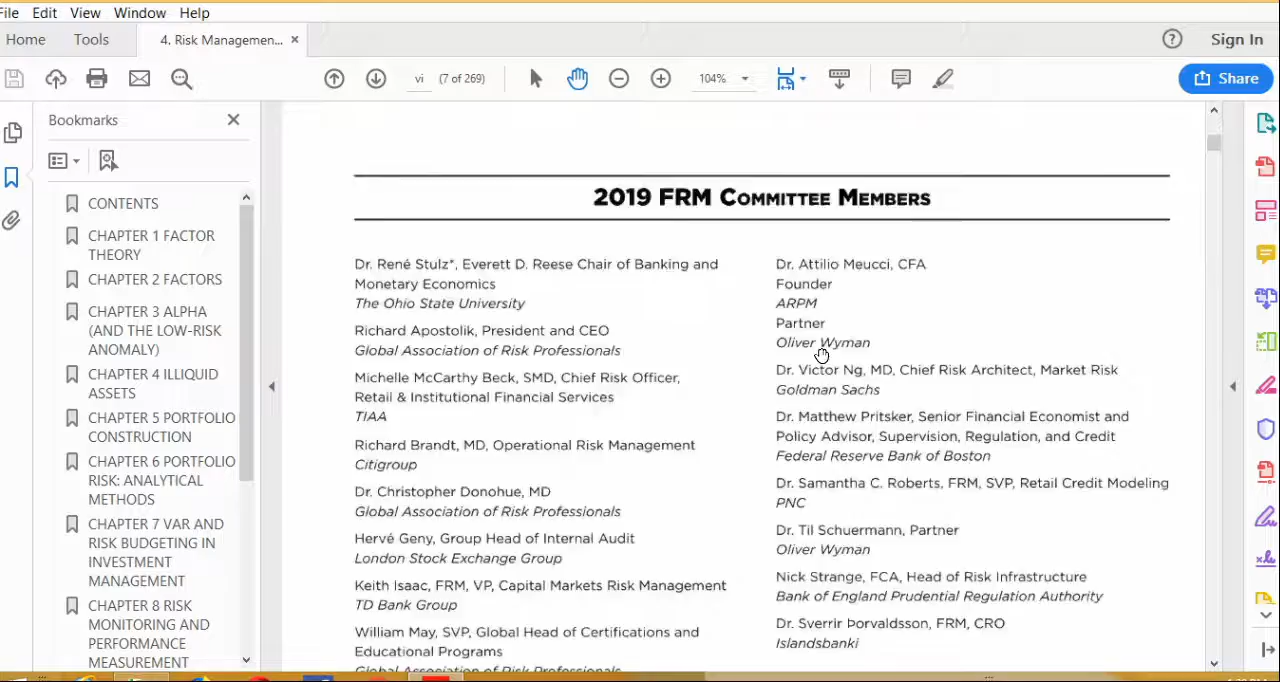 File Edit View Window Help
Home Tools 4. Risk Managemen... × Sign In
vi (7 of 269) 104% Share
Bookmarks
CONTENTS
CHAPTER 1 FACTOR
THEORY
CHAPTER 2 FACTORS
CHAPTER 3 ALPHA
(AND THE LOW-RISK
ANOMALY)
CHAPTER 4 ILLIQUID
ASSETS
CHAPTER 5 PORTFOLIO
CONSTRUCTION
CHAPTER 6 PORTFOLIO
RISK: ANALYTICAL
METHODS
CHAPTER 7 VAR AND
RISK BUDGETING IN
INVESTMENT
MANAGEMENT
CHAPTER 8 RISK
MONITORING AND
PERFORMANCE
MEASUREMENT
2019 FRM COMMITTEE MEMBERS
Dr. René Stulz*, Everett D. Reese Chair of Banking and
Monetary Economics
The Ohio State University
Richard Apostolik, President and CEO
Global Association of Risk Professionals
Michelle McCarthy Beck, SMD, Chief Risk Officer,
Retail & Institutional Financial Services
TIAA
Richard Brandt, MD, Operational Risk Management
Citigroup
Dr. Christopher Donohue, MD
Global Association of Risk Professionals
Hervé Geny, Group Head of Internal Audit
London Stock Exchange Group
Keith Isaac, FRM, VP, Capital Markets Risk Management
TD Bank Group
William May, SVP, Global Head of Certifications and
Educational Programs
Global Association of Risk Professionals
Dr. Attilio Meucci, CFA
Founder
ARPM
Partner
Oliver Wyman
Dr. Victor Ng, MD, Chief Risk Architect, Market Risk
Goldman Sachs
Dr. Matthew Pritsker, Senior Financial Economist and
Policy Advisor, Supervision, Regulation, and Credit
Federal Reserve Bank of Boston
Dr. Samantha C. Roberts, FRM, SVP, Retail Credit Modeling
PNC
Dr. Til Schuermann, Partner
Oliver Wyman
Nick Strange, FCA, Head of Risk Infrastructure
Bank of England Prudential Regulation Authority
Dr. Sverrir Þorvaldsson, FRM, CRO
Islandsbanki